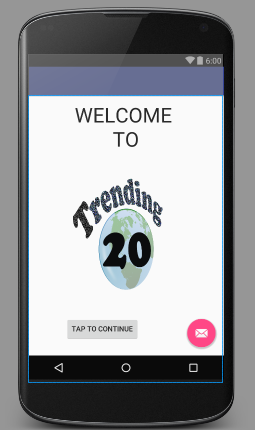 6:00
WELCOME
TO
Trending
20
TAP TO CONTINUE